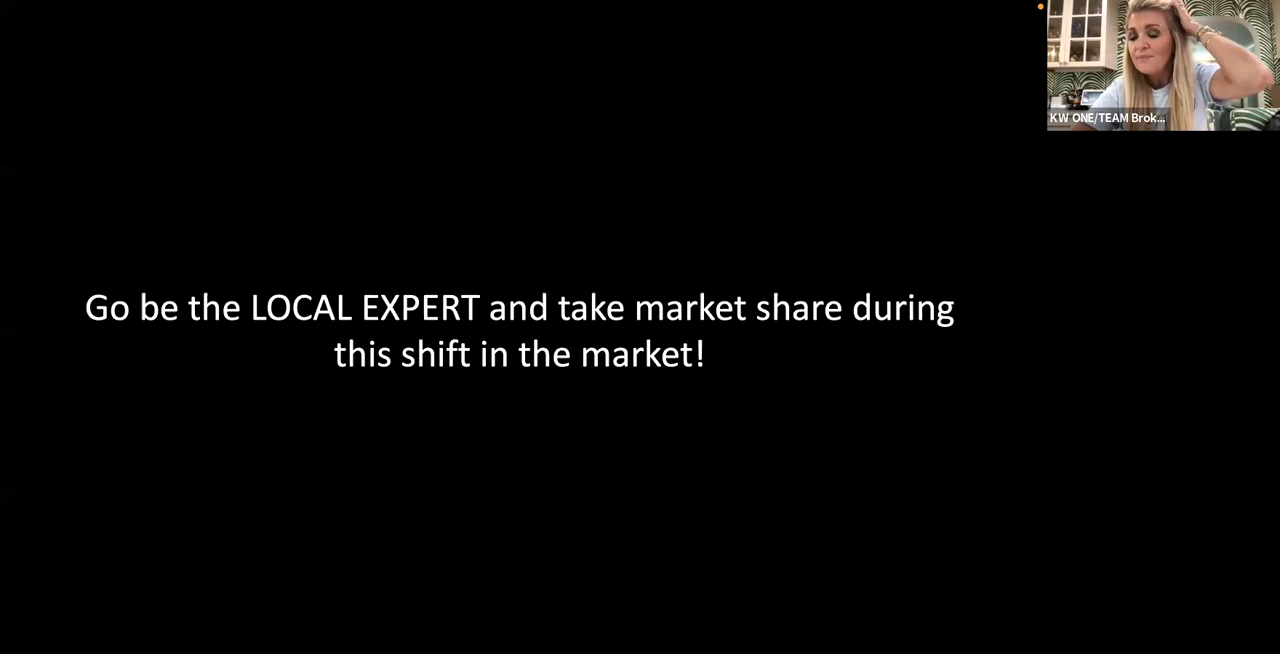 KW ONE/TEAM Brok...
Go be the LOCAL EXPERT and take market share during
this shift in the market!